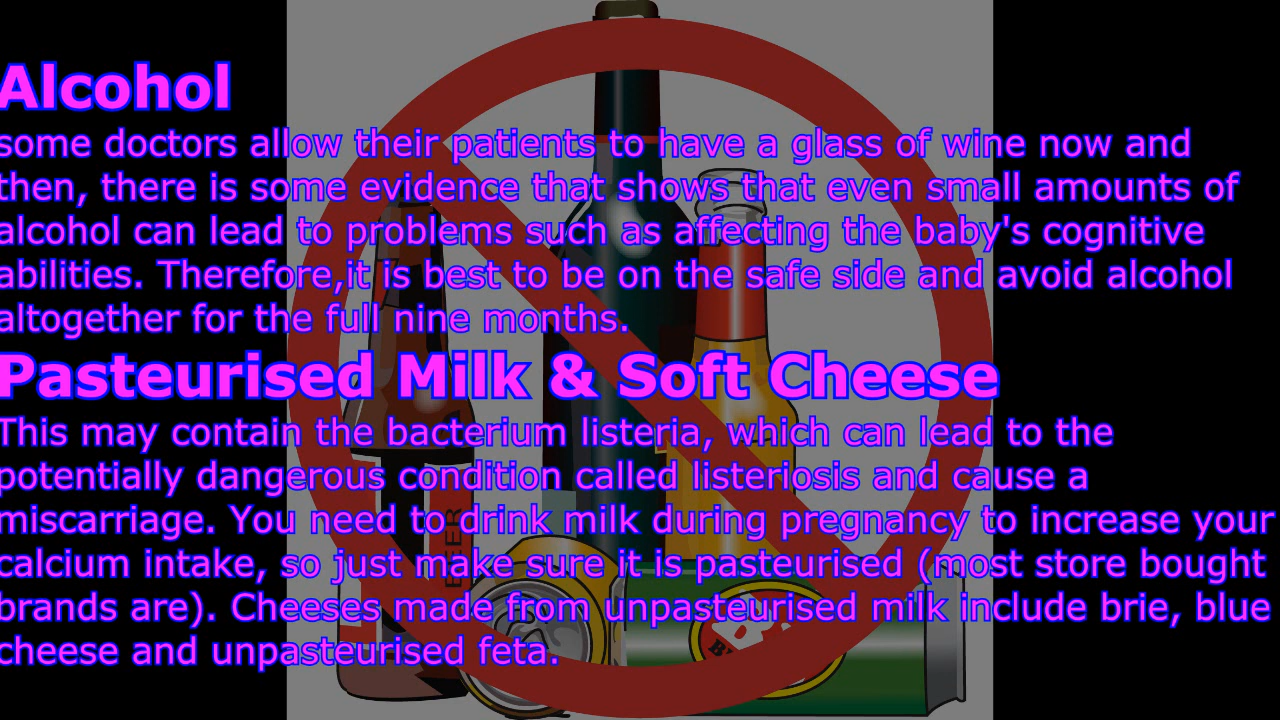 Alcohol
some doctors allow their patients to have a glass of wine now and
then, there is some evidence that shows that even small amounts of
alcohol can lead to problems such as affecting the baby's cognitive
abilities. Therefore,it is best to be on the safe side and avoid alcohol
altogether for the full nine months.
Pasteurised Milk & Soft Cheese
This may contain the bacterium listeria, which can lead to the
potentially dangerous condition called listeriosis and cause a
miscarriage. You need to drink milk during pregnancy to increase your
calcium intake, so just make sure it is pasteurised (most store bought
brands are). Cheeses made from unpasteurised milk include brie, blue
cheese and unpasteurised feta.
BEER